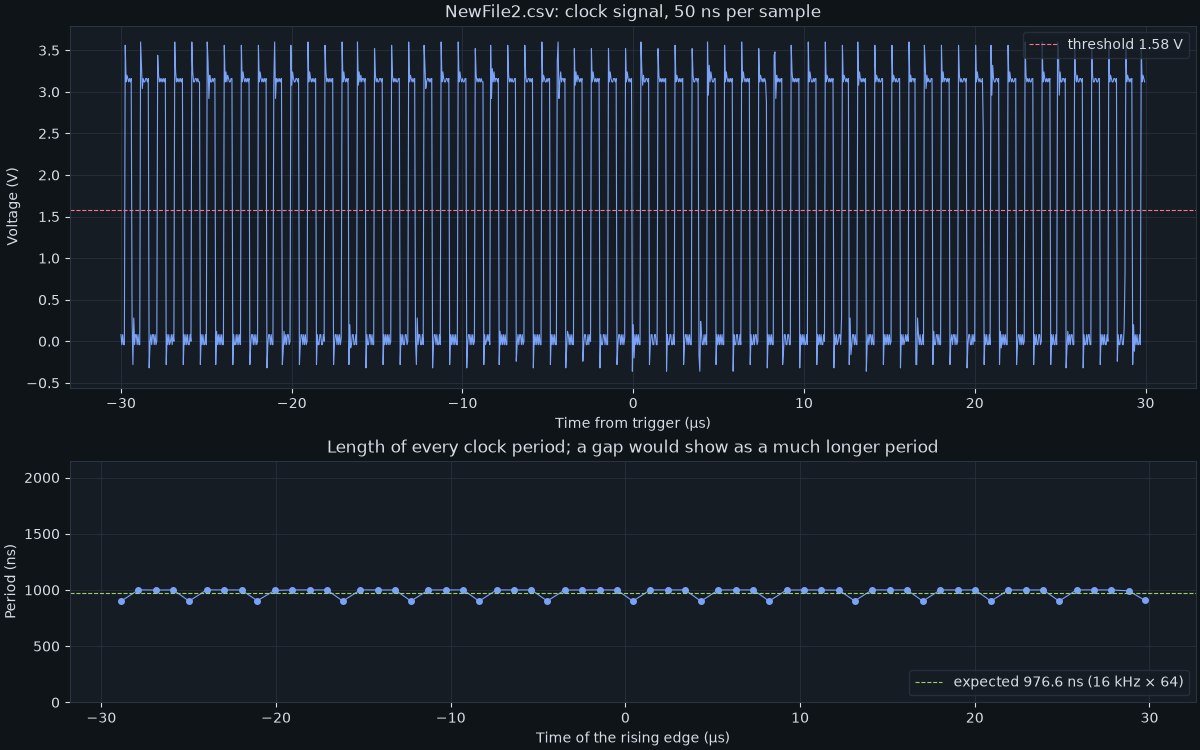 NewFile2.csv: clock signal, 50 ns per sample
threshold 1.58 V
Voltage (V)
3.5
3.0
2.5
2.0
1.5
1.0
0.5
0.0
−0.5
−30 −20 −10 0 10 20 30
Time from trigger (µs)
Length of every clock period; a gap would show as a much longer period
Period (ns)
2000
1500
1000
500
0
expected 976.6 ns (16 kHz × 64)
−30 −20 −10 0 10 20 30
Time of the rising edge (µs)